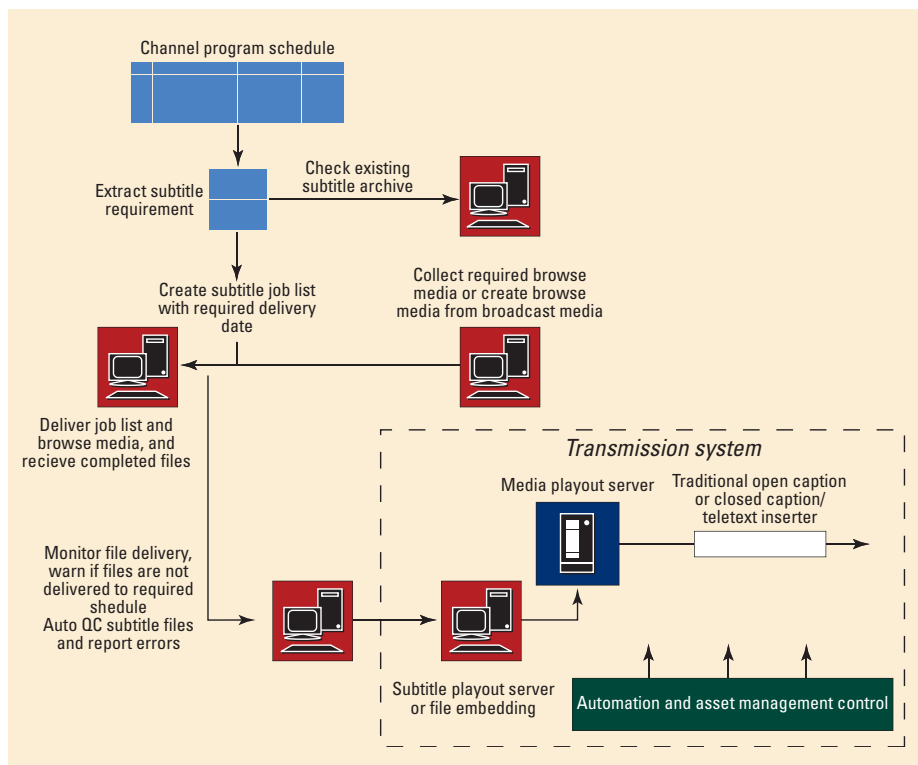 Channel program schedule
Check existing
subtitle archive
Extract subtitle
requirement
Create subtitle job list
with required delivery
date
Collect required browse
media or create browse
media from broadcast media
Deliver job list and
browse media, and
recieve completed files
Transmission system
Media playout server
Traditional open caption
or closed caption/
teletext inserter
Monitor file delivery,
warn if files are not
delivered to required
shedule
Auto QC subtitle files
and report errors
Subtitle playout server
or file embedding
Automation and asset management control